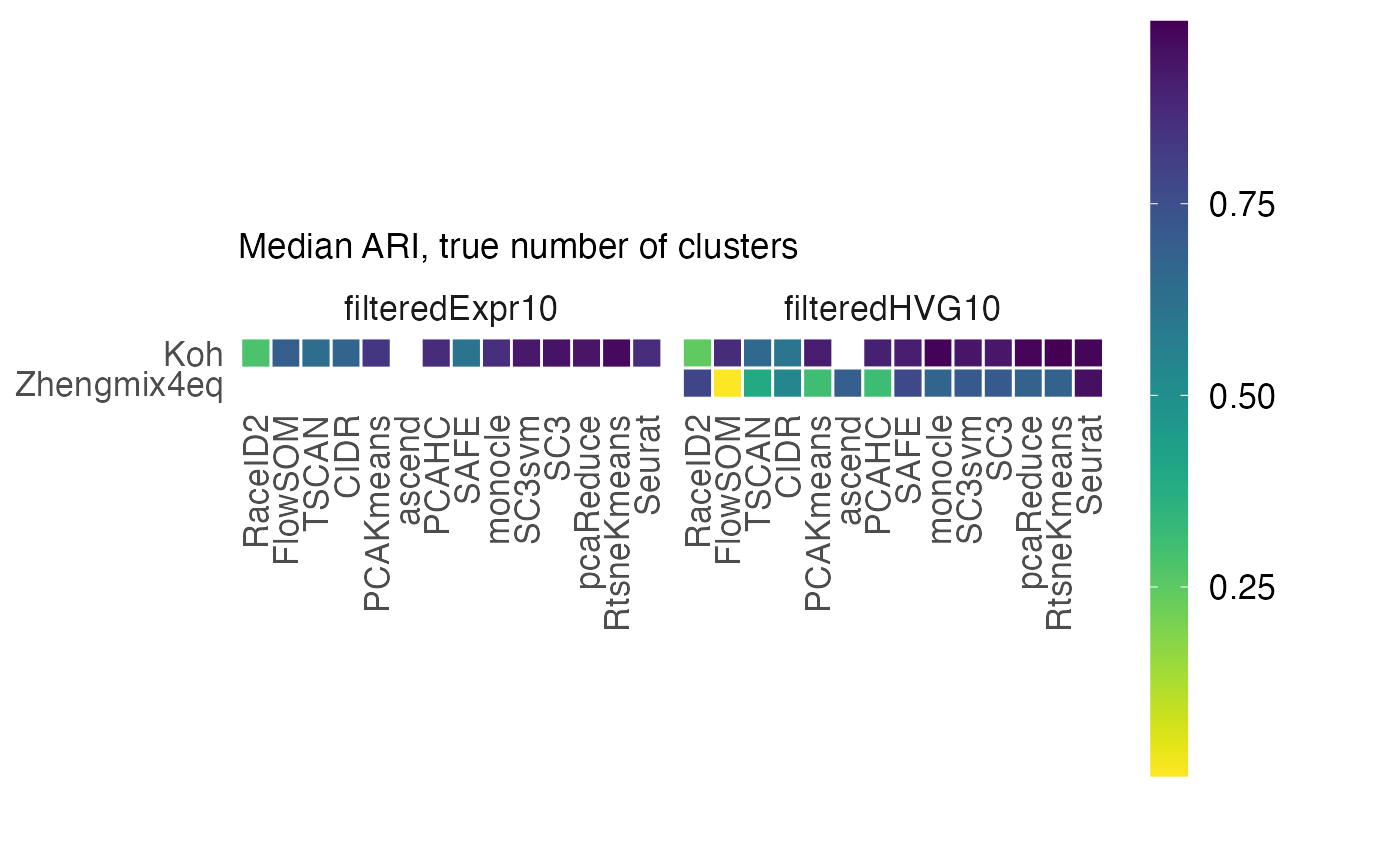 Median ARI, true number of clusters
filteredExpr10
filteredHVG10
Koh
Zhengmix4eq
RaceID2
FlowSOM
TSCAN
CIDR
PCAKmeans
ascend
PCAHC
SAFE
monocle
SC3svm
SC3
pcaReduce
RtsneKmeans
Seurat
RaceID2
FlowSOM
TSCAN
CIDR
PCAKmeans
ascend
PCAHC
SAFE
monocle
SC3svm
SC3
pcaReduce
RtsneKmeans
Seurat
0.75
0.50
0.25